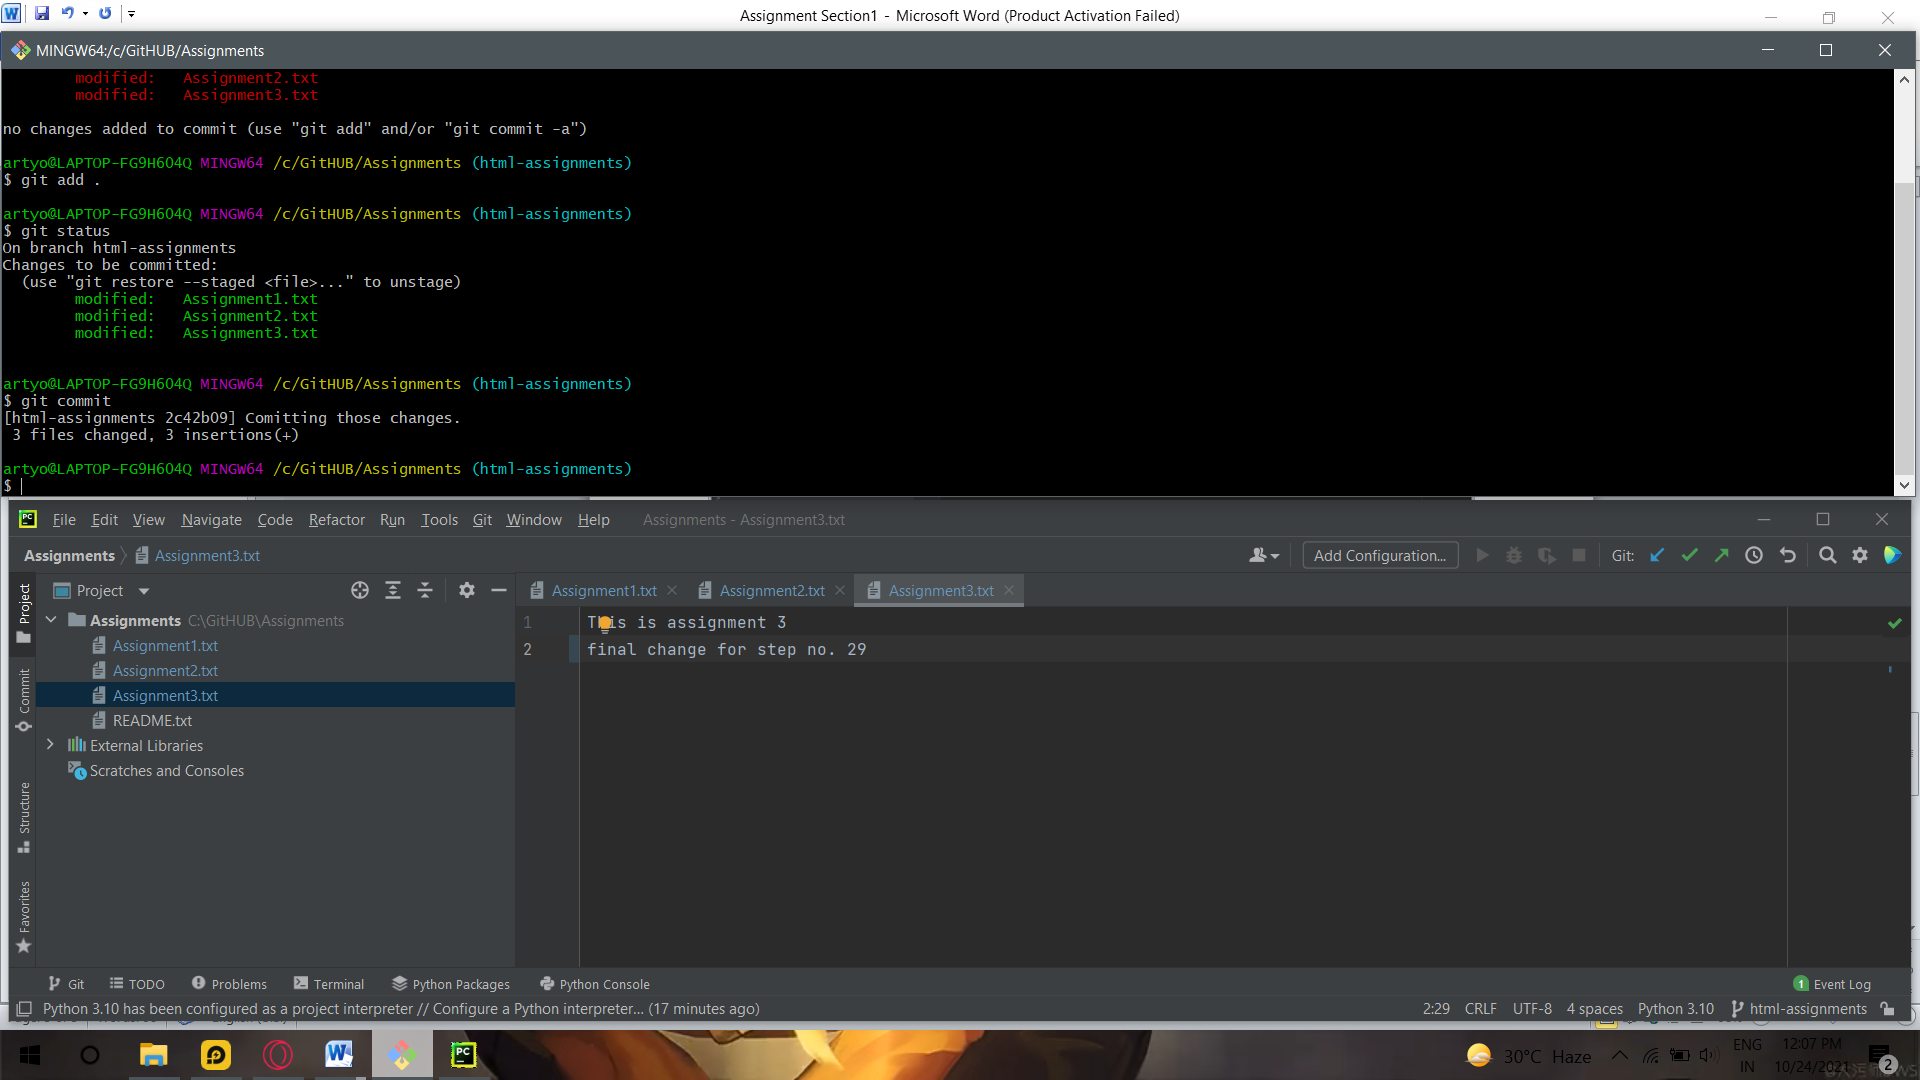 Assignment Section1 - Microsoft Word (Product Activation Failed)
MINGW64:/c/GitHUB/Assignments
modified: Assignment2.txt
modified: Assignment3.txt
no changes added to commit (use "git add" and/or "git commit -a")
artyo@LAPTOP-FG9H6O4Q MINGW64 /c/GitHUB/Assignments (html-assignments)
$ git add .
artyo@LAPTOP-FG9H6O4Q MINGW64 /c/GitHUB/Assignments (html-assignments)
$ git status
On branch html-assignments
Changes to be committed:
(use "git restore --staged <file>..." to unstage)
modified: Assignment1.txt
modified: Assignment2.txt
modified: Assignment3.txt
artyo@LAPTOP-FG9H6O4Q MINGW64 /c/GitHUB/Assignments (html-assignments)
$ git commit
[html-assignments 2c42b09] Comitting those changes.
3 files changed, 3 insertions(+)
artyo@LAPTOP-FG9H6O4Q MINGW64 /c/GitHUB/Assignments (html-assignments)
$
PC File Edit View Navigate Code Refactor Run Tools Git Window Help Assignments - Assignment3.txt
Assignments Assignment3.txt Add Configuration... Git:
Project Assignment1.txt Assignment2.txt Assignment3.txt
Project
Commit
Structure
Favorites
Assignments C:\GitHUB\Assignments
Assignment1.txt
Assignment2.txt
Assignment3.txt
README.txt
External Libraries
Scratches and Consoles
1 This is assignment 3
2 final change for step no. 29
Git TODO Problems Terminal Python Packages Python Console 1 Event Log
Python 3.10 has been configured as a project interpreter // Configure a Python interpreter... (17 minutes ago) 2:29 CRLF UTF-8 4 spaces Python 3.10 html-assignments
30°C Haze ENG IN 12:07 PM 10/24/2021 2